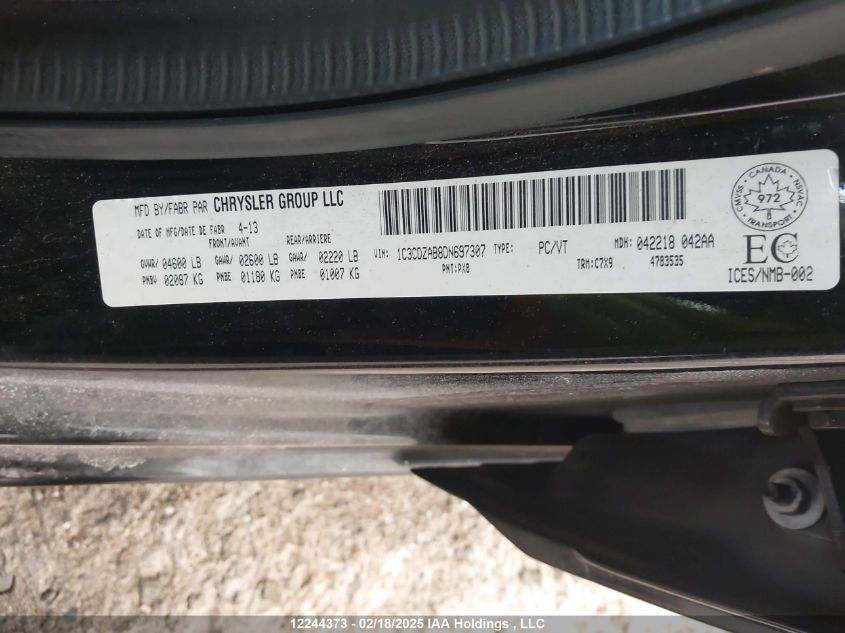 MFD BY/FABR PAR CHRYSLER GROUP LLC
DATE OF MFG/DATE DE FABR 4-13
FRONT/AVANT REAR/ARRIERE
GVWR/ 04600 LB GAWR/ 02600 LB GAWR/ 02220 LB
PNBV 02087 KG PNBE 01180 KG PNBE 01007 KG
VIN: 1C3CDZAB8DN697307 TYPE: PC/VT MDH: 042218 042AA
PNT:PX8 TRM:C7X9 4783535
CMVSS CANADA NSVAC
972
TRANSPORT
EC
ICES/NMB-002
12244373 - 02/18/2025 IAA Holdings , LLC